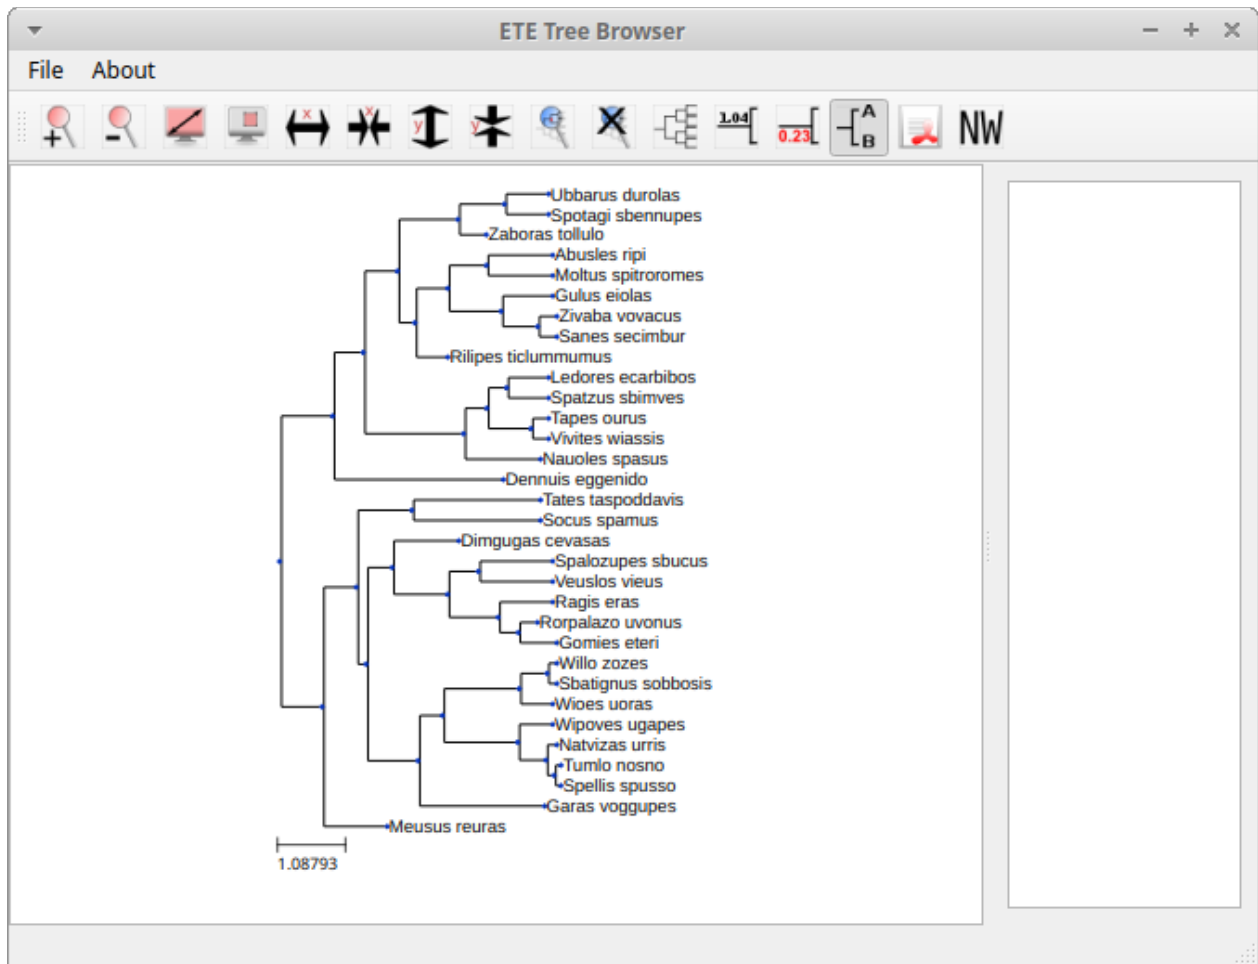 ETE Tree Browser
File About
1.04 A
0.23 B NW
x x y y
Ubbarus durolas
Spotagi sbennupes
Zaboras tollulo
Abusles ripi
Moltus spitroromes
Gulus eiolas
Zivaba vovacus
Sanes secimbur
Rilipes ticlummumus
Ledores ecarbibos
Spatzus sbimves
Tapes ourus
Vivites wiassis
Nauoles spasus
Dennuis eggenido
Tates taspoddavis
Socus spamus
Dimgugas cevasas
Spalozupes sbucus
Veuslos vieus
Ragis eras
Rorpalazo uvonus
Gomies eteri
Willo zozes
Sbatignus sobbosis
Wioes uoras
Wipoves ugapes
Natvizas urris
Tumlo nosno
Spellis spusso
Garas voggupes
Meusus reuras
1.08793